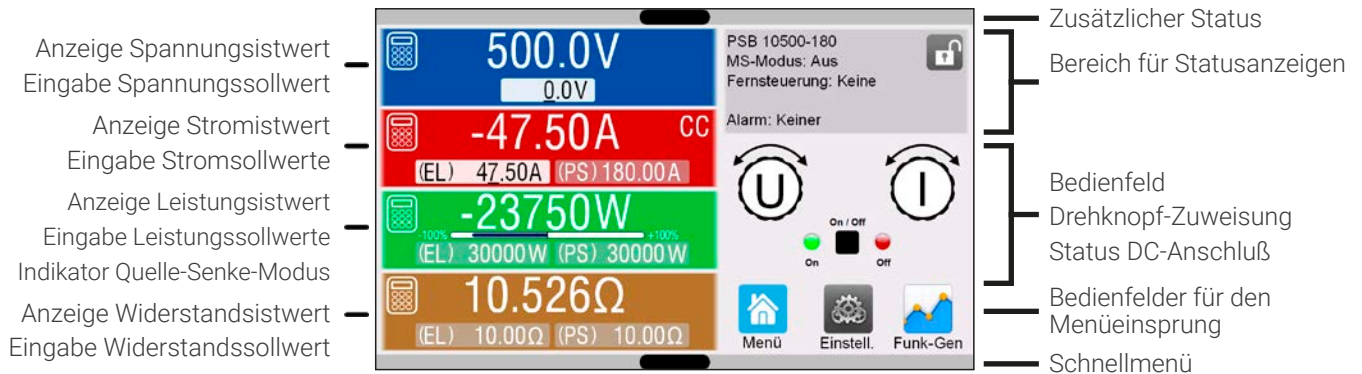 Anzeige Spannungsistwert
Eingabe Spannungssollwert
Anzeige Stromistwert
Eingabe Stromsollwerte
Anzeige Leistungsistwert
Eingabe Leistungssollwerte
Indikator Quelle-Senke-Modus
Anzeige Widerstandsistwert
Eingabe Widerstandssollwert
500.0V
0.0V
-47.50A CC
(EL) 47.50A (PS) 180.00A
-23750W
-100% +100%
(EL) 30000W (PS) 30000W
10.526Ω
(EL) 10.00Ω (PS) 10.00Ω
PSB 10500-180
MS-Modus: Aus
Fernsteuerung: Keine
Alarm: Keiner
U I
On / Off
On Off
Menü Einstell. Funk-Gen
Zusätzlicher Status
Bereich für Statusanzeigen
Bedienfeld
Drehknopf-Zuweisung
Status DC-Anschluß
Bedienfelder für den
Menüeinsprung
Schnellmenü